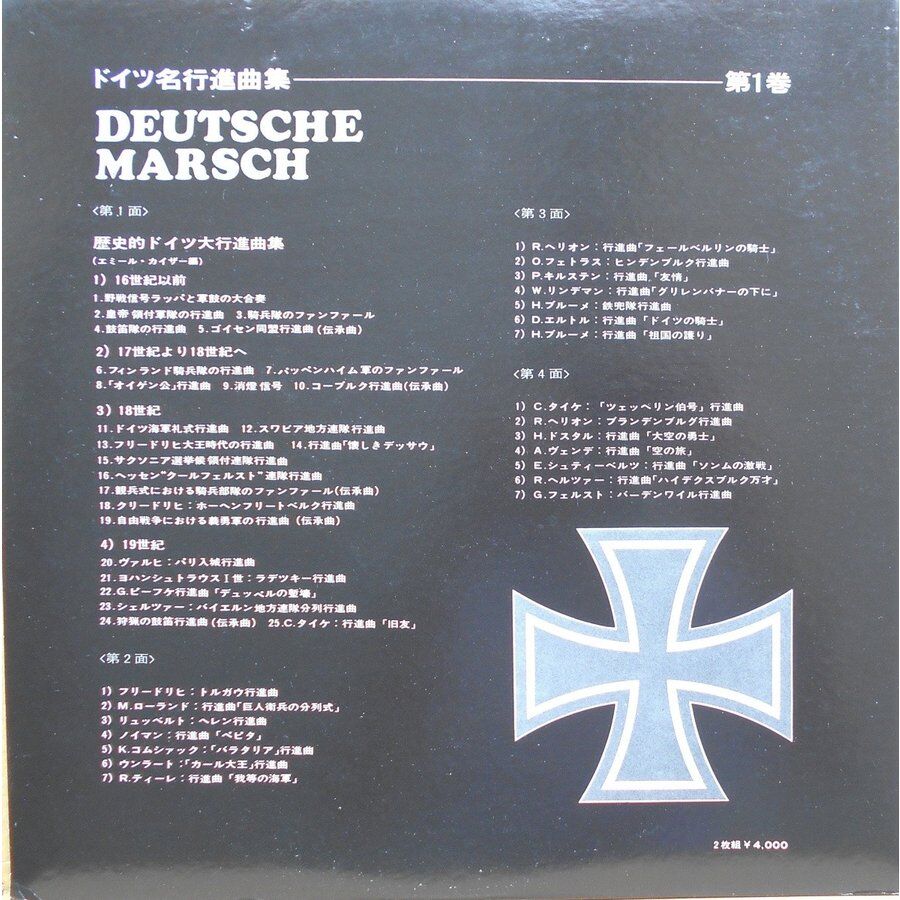 ドイツ名行進曲集 第1巻
DEUTSCHE
MARSCH
〈第1面〉
歴史的ドイツ大行進曲集
(エミール・カイザー編)
1) 16世紀以前
1.野戦信号ラッパと軍鼓の大合奏
2.皇帝領付軍隊の行進曲 3.騎兵隊のファンファール
4.鼓笛隊の行進曲 5.ゴイセン同盟行進曲(伝承曲)
2) 17世紀より18世紀へ
6.フィンランド騎兵隊の行進曲 7.パッペンハイム軍のファンファール
8.「オイゲン公」行進曲 9.消燈信号 10.コーブルク行進曲(伝承曲)
3) 18世紀
11.ドイツ海軍礼式行進曲 12.スワビア地方連隊行進曲
13.フリードリヒ大王時代の行進曲 14.行進曲「懐しきデッサウ」
15.サクソニア選挙候領付連隊行進曲
16.ヘッセン"クールフェルスト"連隊行進曲
17.観兵式における騎兵部隊のファンファール(伝承曲)
18.クリードリヒ:ホーヘンフリートベルク行進曲
19.自由戦争における義勇軍の行進曲(伝承曲)
4) 19世紀
20.ヴァルヒ:パリ入城行進曲
21.ヨハンシュトラウスⅠ世:ラデツキー行進曲
22.G.ピーフケ行進曲「デュッペルの塹壕」
23.シェルツァー:バイエルン地方連隊分列行進曲
24.狩猟の鼓笛行進曲(伝承曲) 25.C.タイケ:行進曲「旧友」
〈第2面〉
1) フリードリヒ:トルガウ行進曲
2) M.ローランド:行進曲「巨人衛兵の分列式」
3) リュッベルト:ヘレン行進曲
4) ノイマン:行進曲「ペピタ」
5) K.コムシャック:「バラタリア」行進曲
6) ウンラート:「カール大王」行進曲
7) R.ティーレ:行進曲「我等の海軍」
〈第3面〉
1) R.ヘリオン:行進曲「フェールベルリンの騎士」
2) O.フェトラス:ヒンデンブルク行進曲
3) P.キルステン:行進曲「友情」
4) W.リンデマン:行進曲「グリレンバナーの下に」
5) H.ブルーメ:鉄兜隊行進曲
6) D.エルトル:行進曲「ドイツの騎士」
7) H.ブルーメ:行進曲「祖国の護り」
〈第4面〉
1) C.タイケ:「ツェッペリン伯号」行進曲
2) R.ヘリオン:ブランデンブルグ行進曲
3) H.ドスタル:行進曲「大空の勇士」
4) A.ヴェンデ:行進曲「空の旅」
5) E.シュティーベルツ:行進曲「ソンムの激戦」
6) R.ヘルツァー:行進曲「ハイデクスブルク万才」
7) G.フェルスト:バーデンワイル行進曲
2枚組¥4,000